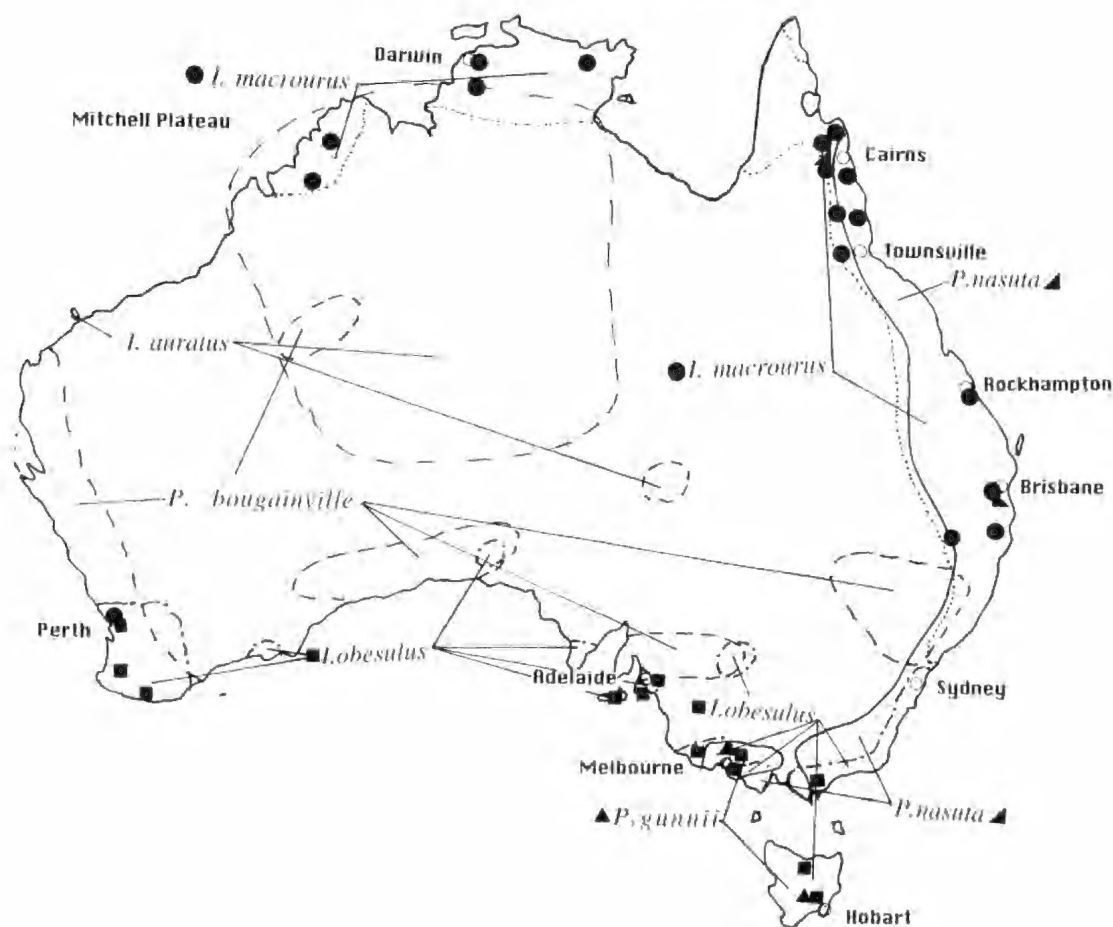 Darwin
I. macrourus
Mitchell Plateau
Cairns
Townsville
P.nasuta
I. auratus
I. macrourus
Rockhampton
P. bougainville
Brisbane
Perth
I.obesulus
Adelaide
Sydney
I.obesulus
Melbourne
P.gunnii
P.nasuta
Hobart